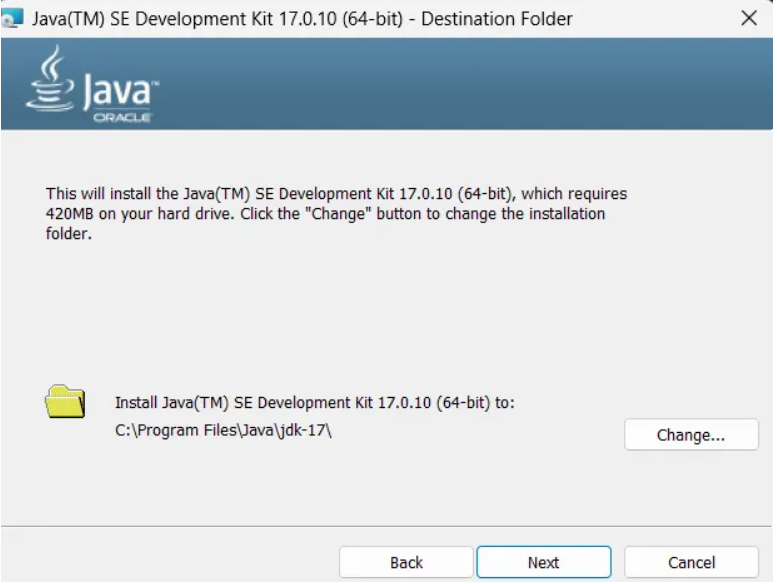 Java(TM) SE Development Kit 17.0.10 (64-bit) - Destination Folder
Java™
ORACLE
This will install the Java(TM) SE Development Kit 17.0.10 (64-bit), which requires
420MB on your hard drive. Click the "Change" button to change the installation
folder.
Install Java(TM) SE Development Kit 17.0.10 (64-bit) to:
C:\Program Files\Java\jdk-17\
Change...
Back
Next
Cancel